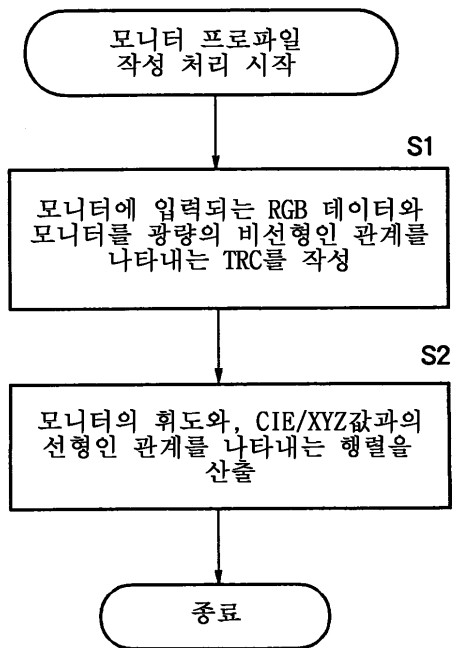 모니터 프로파일
작성 처리 시작
S1
모니터에 입력되는 RGB 데이터와
모니터를 광량의 비선형인 관계를
나타내는 TRC를 작성
S2
모니터의 휘도와, CIE/XYZ값과의
선형인 관계를 나타내는 행렬을
산출
종료